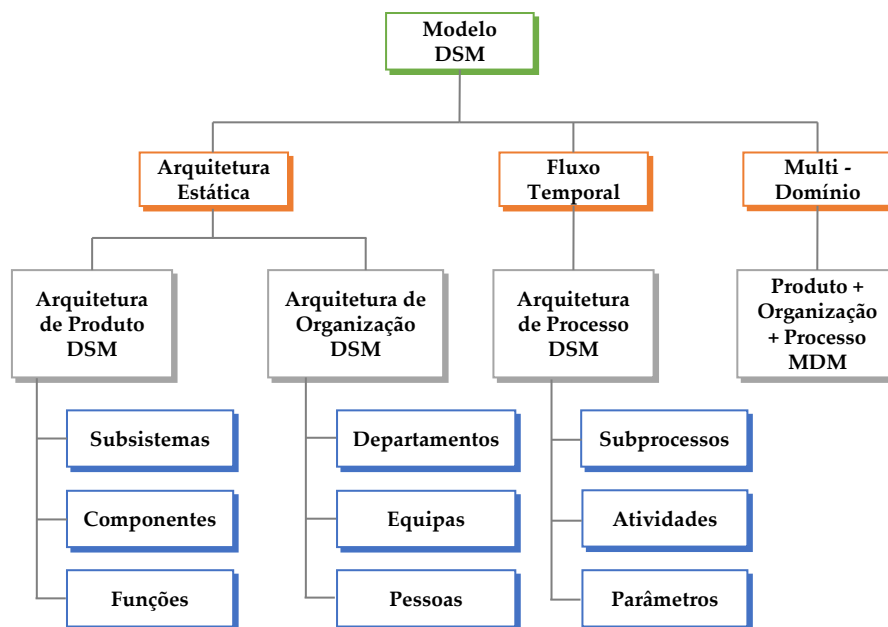 Modelo
DSM
Arquitetura
Estática
Fluxo
Temporal
Multi -
Domínio
Arquitetura
de Produto
DSM
Arquitetura de
Organização
DSM
Arquitetura
de Processo
DSM
Produto +
Organização
+ Processo
MDM
Subsistemas
Departamentos
Subprocessos
Componentes
Equipas
Atividades
Funções
Pessoas
Parâmetros